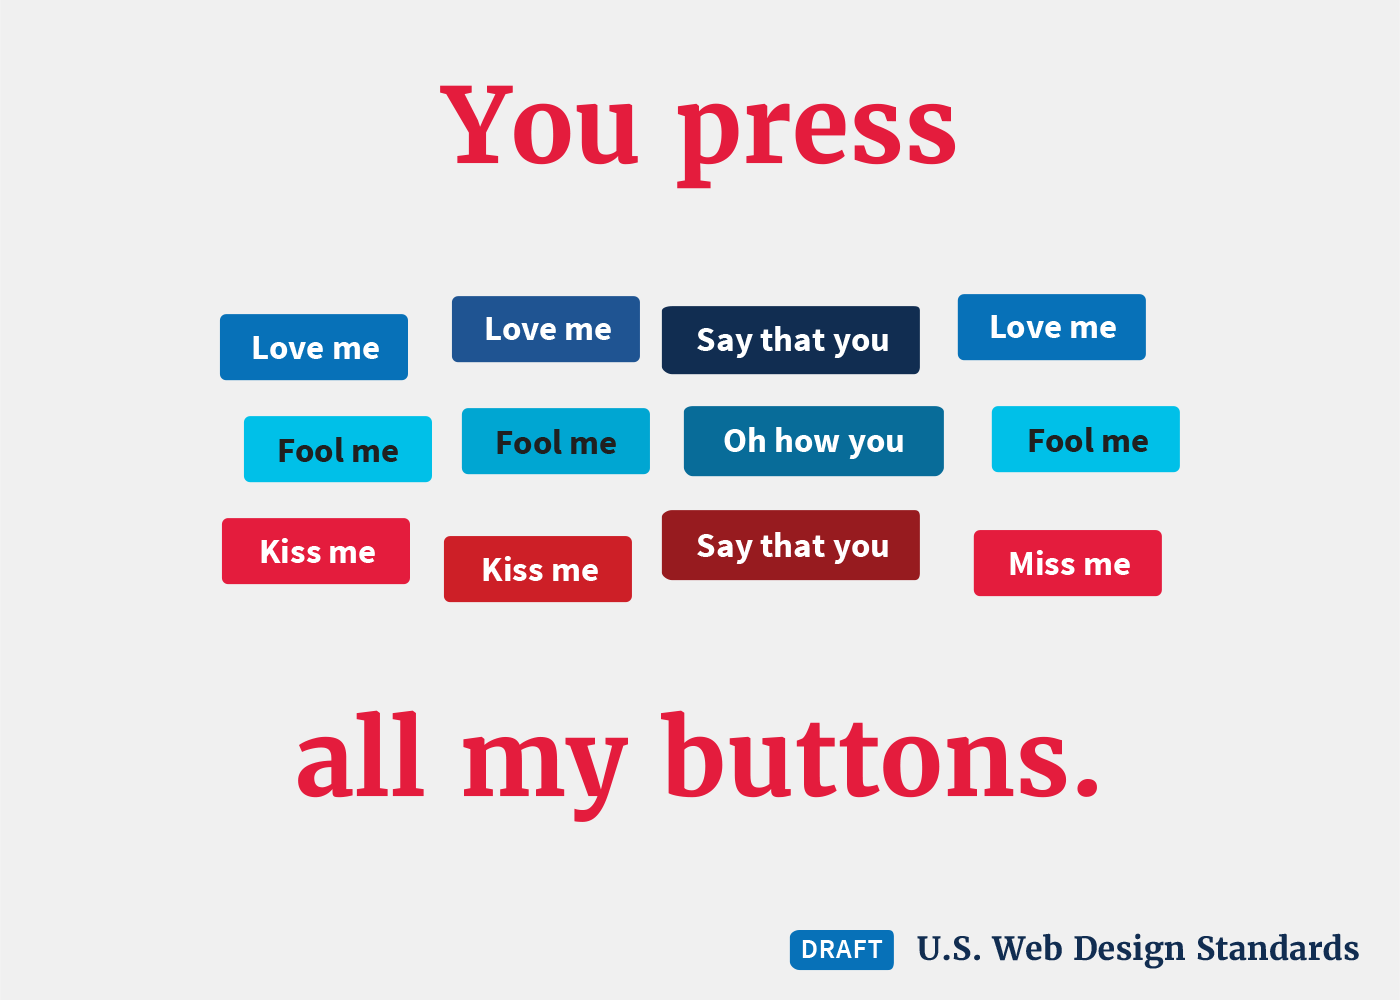 You press
Love me Love me Say that you Love me
Fool me Fool me Oh how you Fool me
Kiss me Kiss me Say that you Miss me
all my buttons.
DRAFT U.S. Web Design Standards